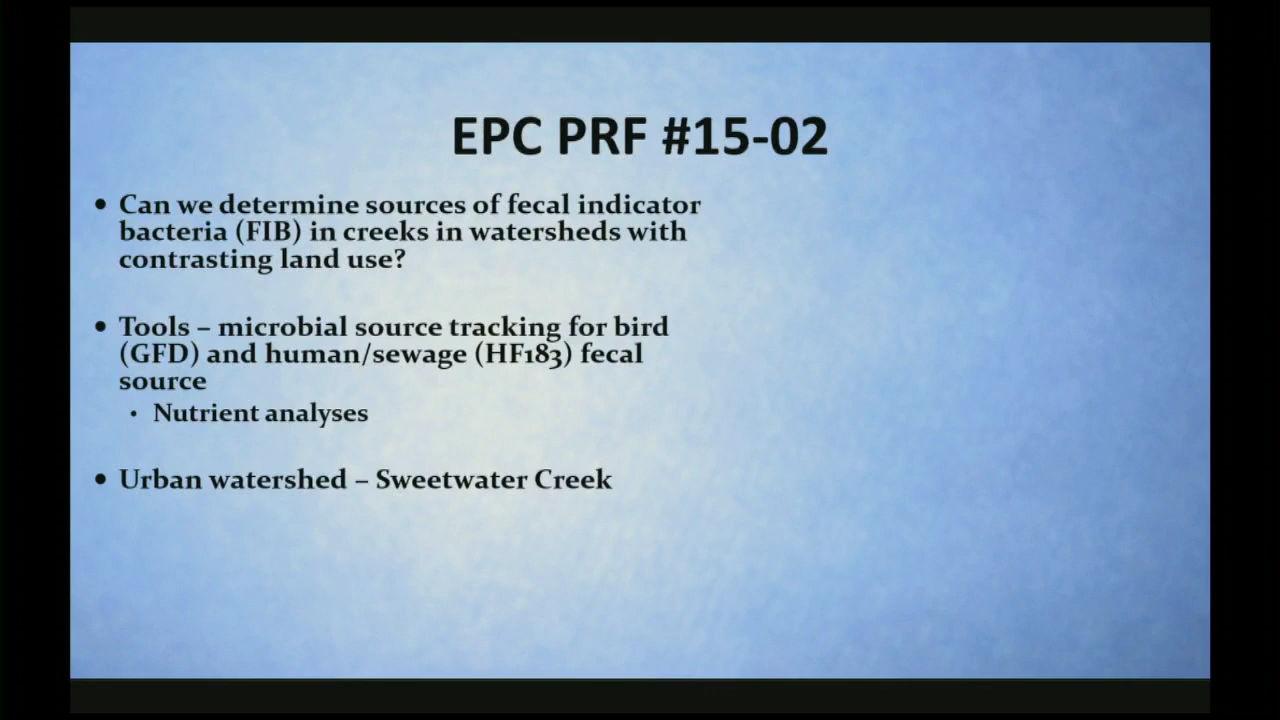 EPC PRF #15-02
• Can we determine sources of fecal indicator
bacteria (FIB) in creeks in watersheds with
contrasting land use?
• Tools – microbial source tracking for bird
(GFD) and human/sewage (HF183) fecal
source
• Nutrient analyses
• Urban watershed – Sweetwater Creek